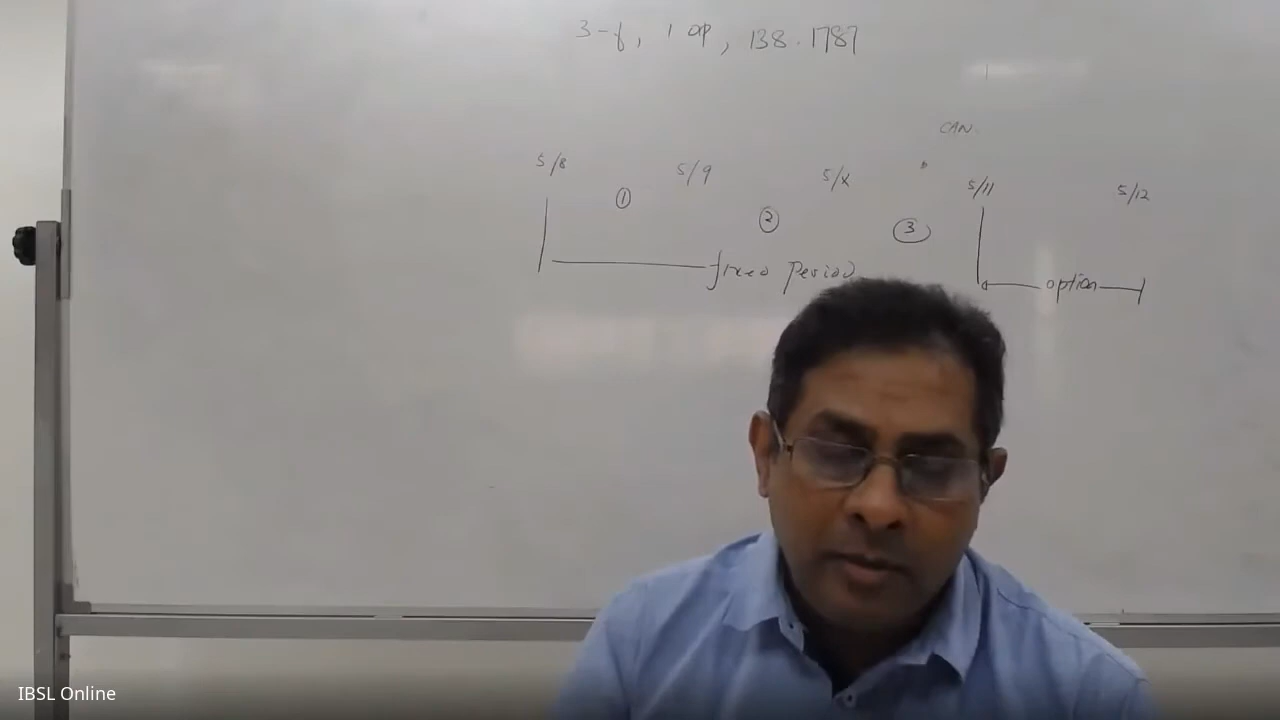 3-f, 1 op, 138.1787
CAN.
5/8 5/9 5/x 5/11 5/12
① ② ③
fixed period option
IBSL Online